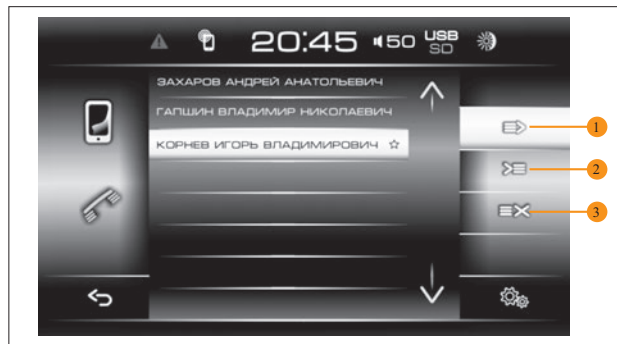 20:45 50 USB
SD
ЗАХАРОВ АНДРЕЙ АНАТОЛЬЕВИЧ
ГАПШИН ВЛАДИМИР НИКОЛАЕВИЧ
КОРНЕВ ИГОРЬ ВЛАДИМИРОВИЧ
1
2
3